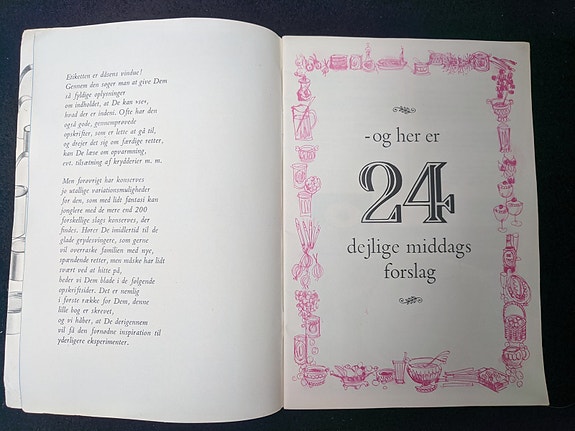 Etiketten er dåsens vindue!
Gennem den søger man at give Dem
så fyldige oplysninger
om indholdet, at De kan »se«,
hvad der er indeni. Ofte har den
også gode, gennemprøvede
opskrifter, som er lette at gå til,
og drejer det sig om færdige retter,
kan De læse om opvarmning,
evt. tilsætning af krydderier m. m.
Men forøvrigt har konserves
jo utallige variationsmuligheder
for den, som med lidt fantasi kan
jonglere med de mere end 200
forskellige slags konserves, der
findes. Hører De imidlertid til de
glade grydesvingere, som gerne
vil overraske familien med nye,
spændende retter, men måske har lidt
svært ved at hitte på,
beder vi Dem blade i de følgende
opskriftsider. Det er nemlig
i første række for Dem, denne
lille bog er skrevet,
og vi håber, at De derigennem
vil få den fornødne inspiration til
yderligere eksperimenter.
- og her er
24
dejlige middags
forslag